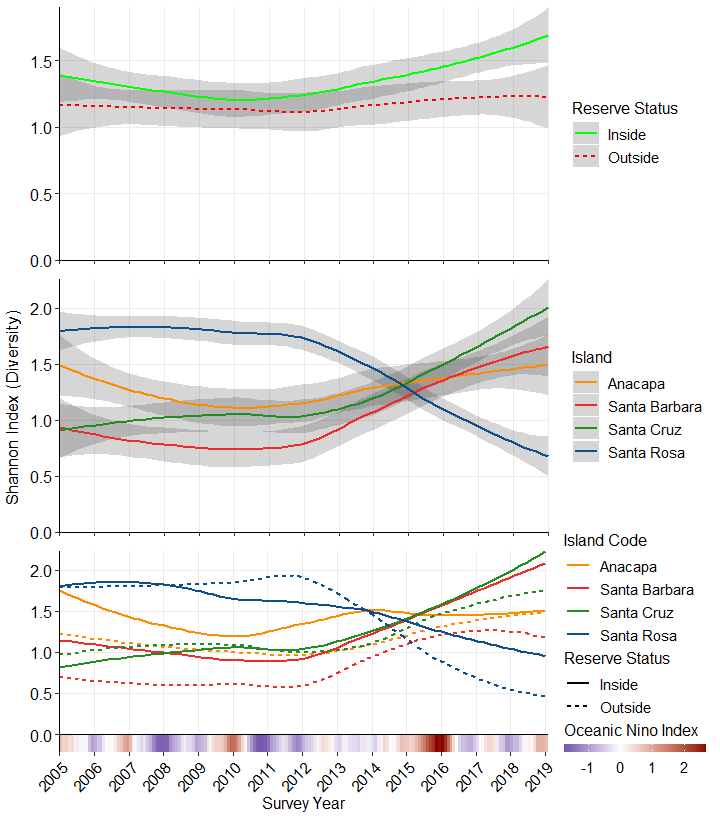 1.5
1.0
0.5
0.0
Reserve Status
Inside
Outside
Shannon Index (Diversity)
2.0
1.5
1.0
0.5
0.0
Island
Anacapa
Santa Barbara
Santa Cruz
Santa Rosa
2.0
1.5
1.0
0.5
0.0
Island Code
Anacapa
Santa Barbara
Santa Cruz
Santa Rosa
Reserve Status
Inside
Outside
Oceanic Nino Index
-1 0 1 2
2005 2006 2007 2008 2009 2010 2011 2012 2013 2014 2015 2016 2017 2018 2019
Survey Year